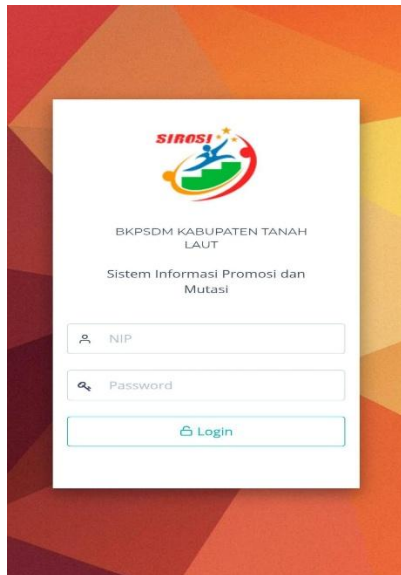 SIROSI
BKPSDM KABUPATEN TANAH
LAUT
Sistem Informasi Promosi dan
Mutasi
NIP
Password
Login